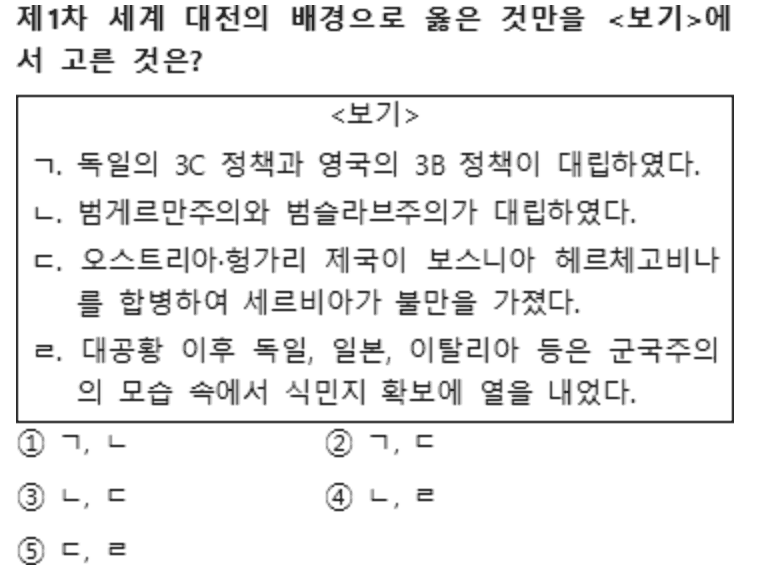 제1차 세계 대전의 배경으로 옳은 것만을 <보기>에
서 고른 것은?
<보기>
ㄱ. 독일의 3C 정책과 영국의 3B 정책이 대립하였다.
ㄴ. 범게르만주의와 범슬라브주의가 대립하였다.
ㄷ. 오스트리아·헝가리 제국이 보스니아 헤르체고비나
를 합병하여 세르비아가 불만을 가졌다.
ㄹ. 대공황 이후 독일, 일본, 이탈리아 등은 군국주의
의 모습 속에서 식민지 확보에 열을 내었다.
① ㄱ, ㄴ ② ㄱ, ㄷ
③ ㄴ, ㄷ ④ ㄴ, ㄹ
⑤ ㄷ, ㄹ